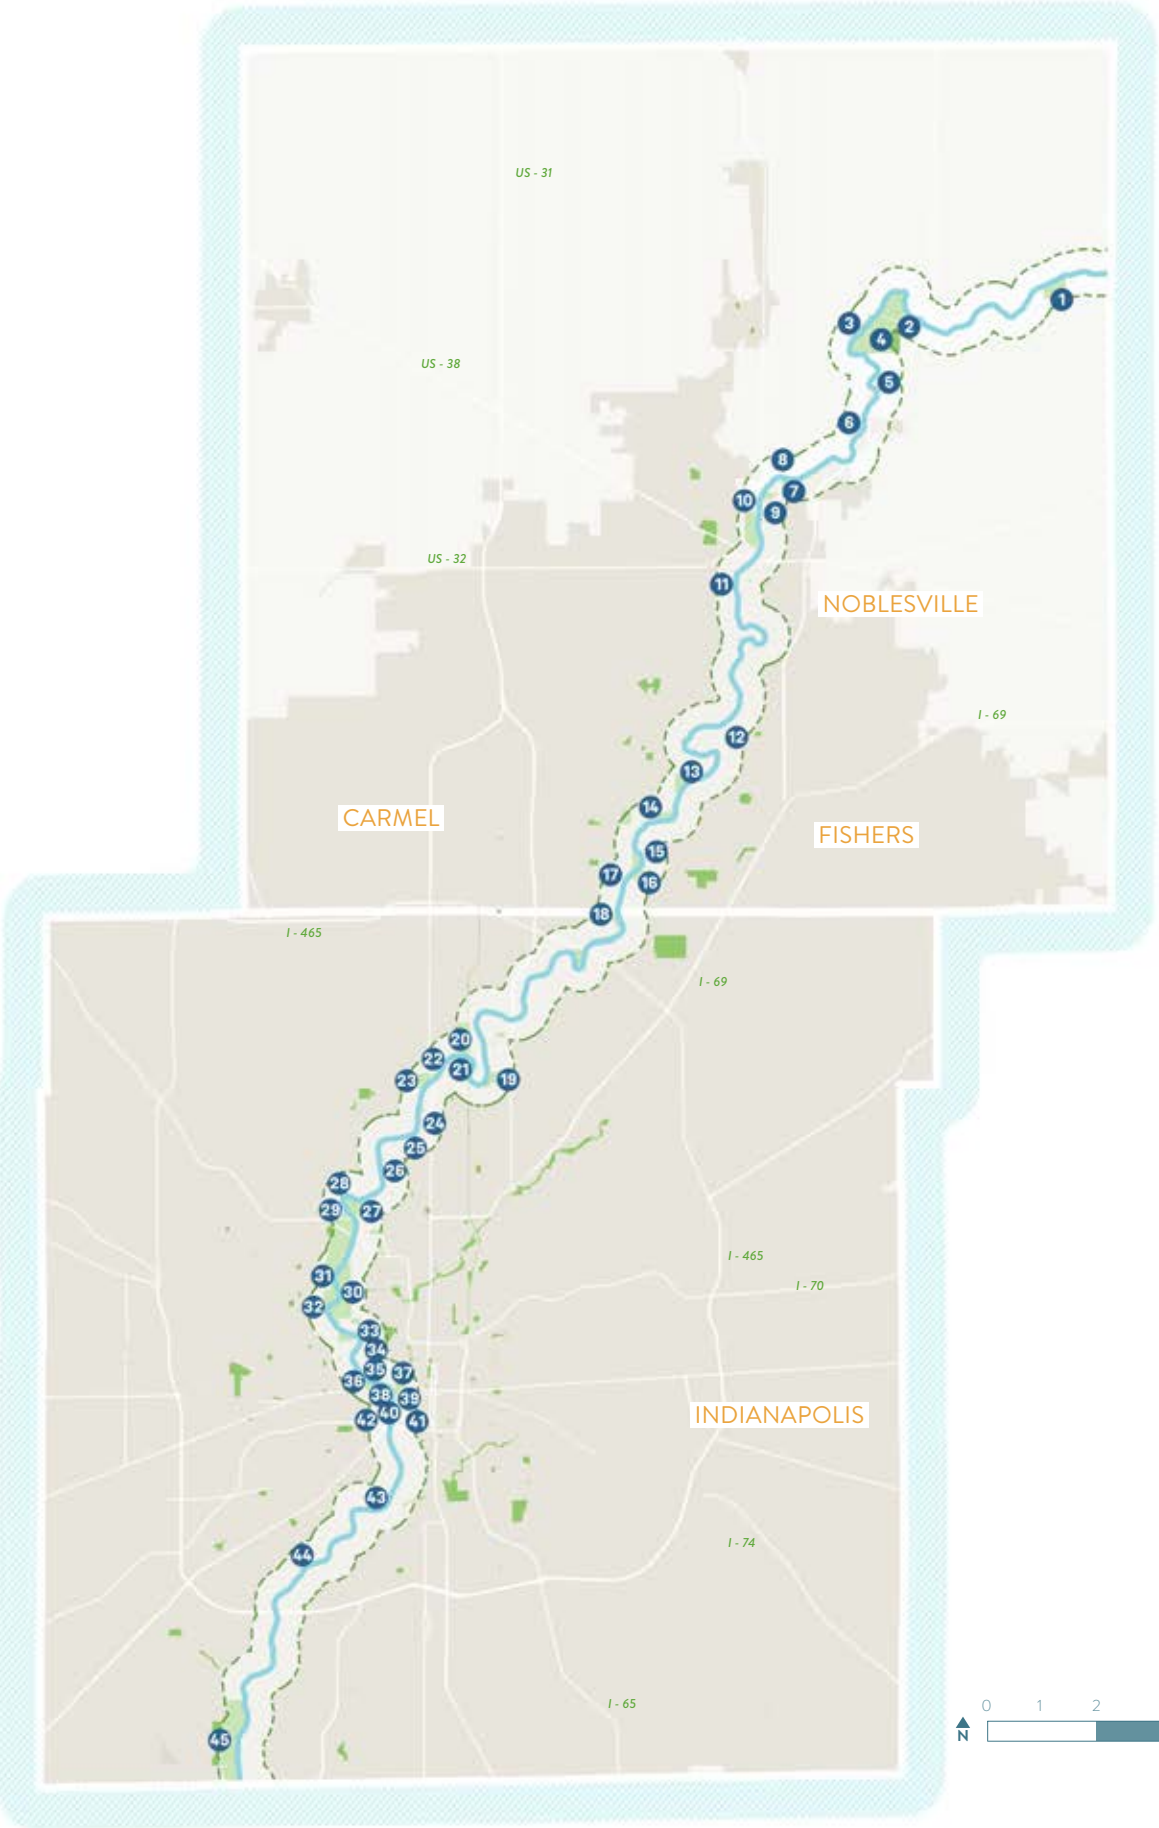 US - 31
1
3
2
4
US - 38
5
6
8
7
10
9
US - 32
11
NOBLESVILLE
I - 69
12
13
14
CARMEL
FISHERS
15
17
16
18
I - 465
I - 69
20
22
21
23
19
24
25
26
28
29
27
I - 465
31
30
I - 70
32
33
34
35
37
36
38
39
40
42
41
INDIANAPOLIS
43
I - 74
44
I - 65
0 1 2
45
N